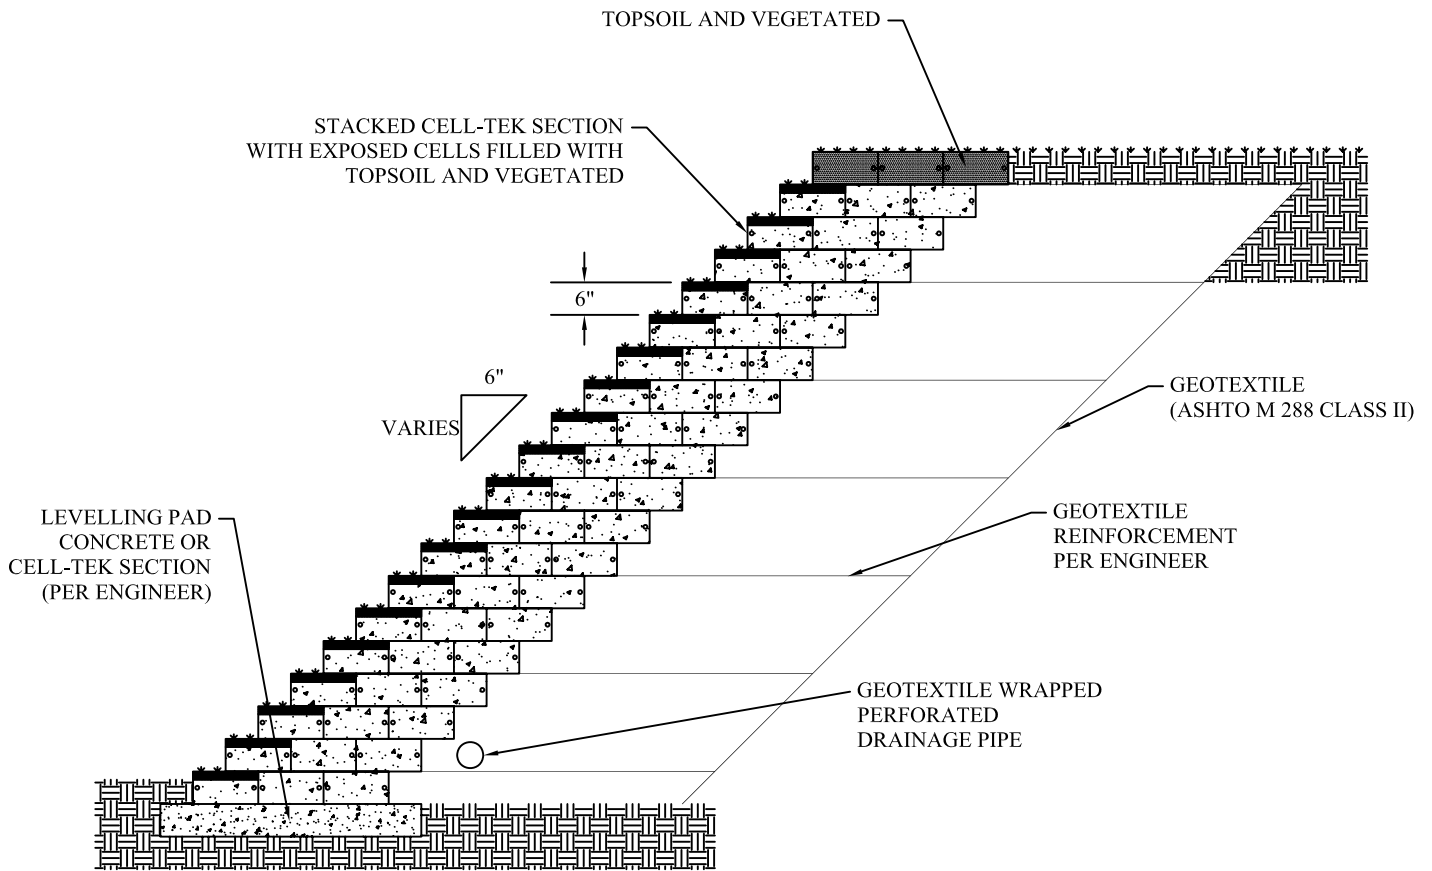 TOPSOIL AND VEGETATED
STACKED CELL-TEK SECTION
WITH EXPOSED CELLS FILLED WITH
TOPSOIL AND VEGETATED
6"
6"
VARIES
GEOTEXTILE
(ASHTO M 288 CLASS II)
LEVELLING PAD
CONCRETE OR
CELL-TEK SECTION
(PER ENGINEER)
GEOTEXTILE
REINFORCEMENT
PER ENGINEER
GEOTEXTILE WRAPPED
PERFORATED
DRAINAGE PIPE